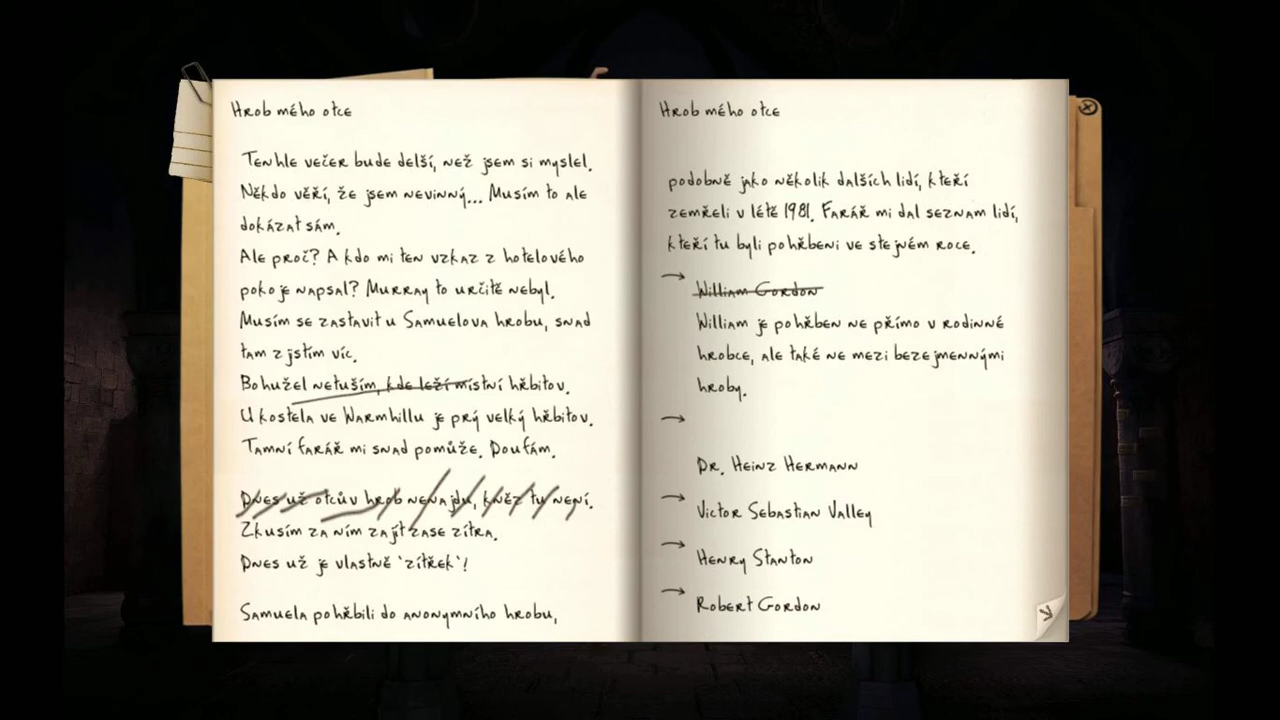 Hrob mého otce
Tenhle večer bude delší, než jsem si myslel.
Někdo věří, že jsem nevinný... Musím to ale
dokázat sám.
Ale proč? A kdo mi ten vzkaz z hotelového
pokoje napsal? Murray to určitě nebyl.
Musím se zastavit u Samuelova hrobu, snad
tam zjstím víc.
Bohužel netuším, kde leží místní hřbitov.
U kostela ve Warmhillu je prý velký hřbitov.
Tamní farář mi snad pomůže. Doufám.
Dnes už otcův hrob nenajdu, kněz tu není.
Zkusím za ním zajít zase zítra.
Dnes už je vlastně 'zítřek'!
Samuela pohřbili do anonymního hrobu,
Hrob mého otce
podobně jako několik dalších lidí, kteří
zemřeli v létě 1981. Farář mi dal seznam lidí,
kteří tu byli pohřbeni ve stejném roce.
→
William Gordon
William je pohřben ne přímo v rodinné
hrobce, ale také ne mezi bezejmennými
hroby.
→
Dr. Heinz Hermann
→ Victor Sebastian Valley
→ Henry Stanton
→ Robert Gordon